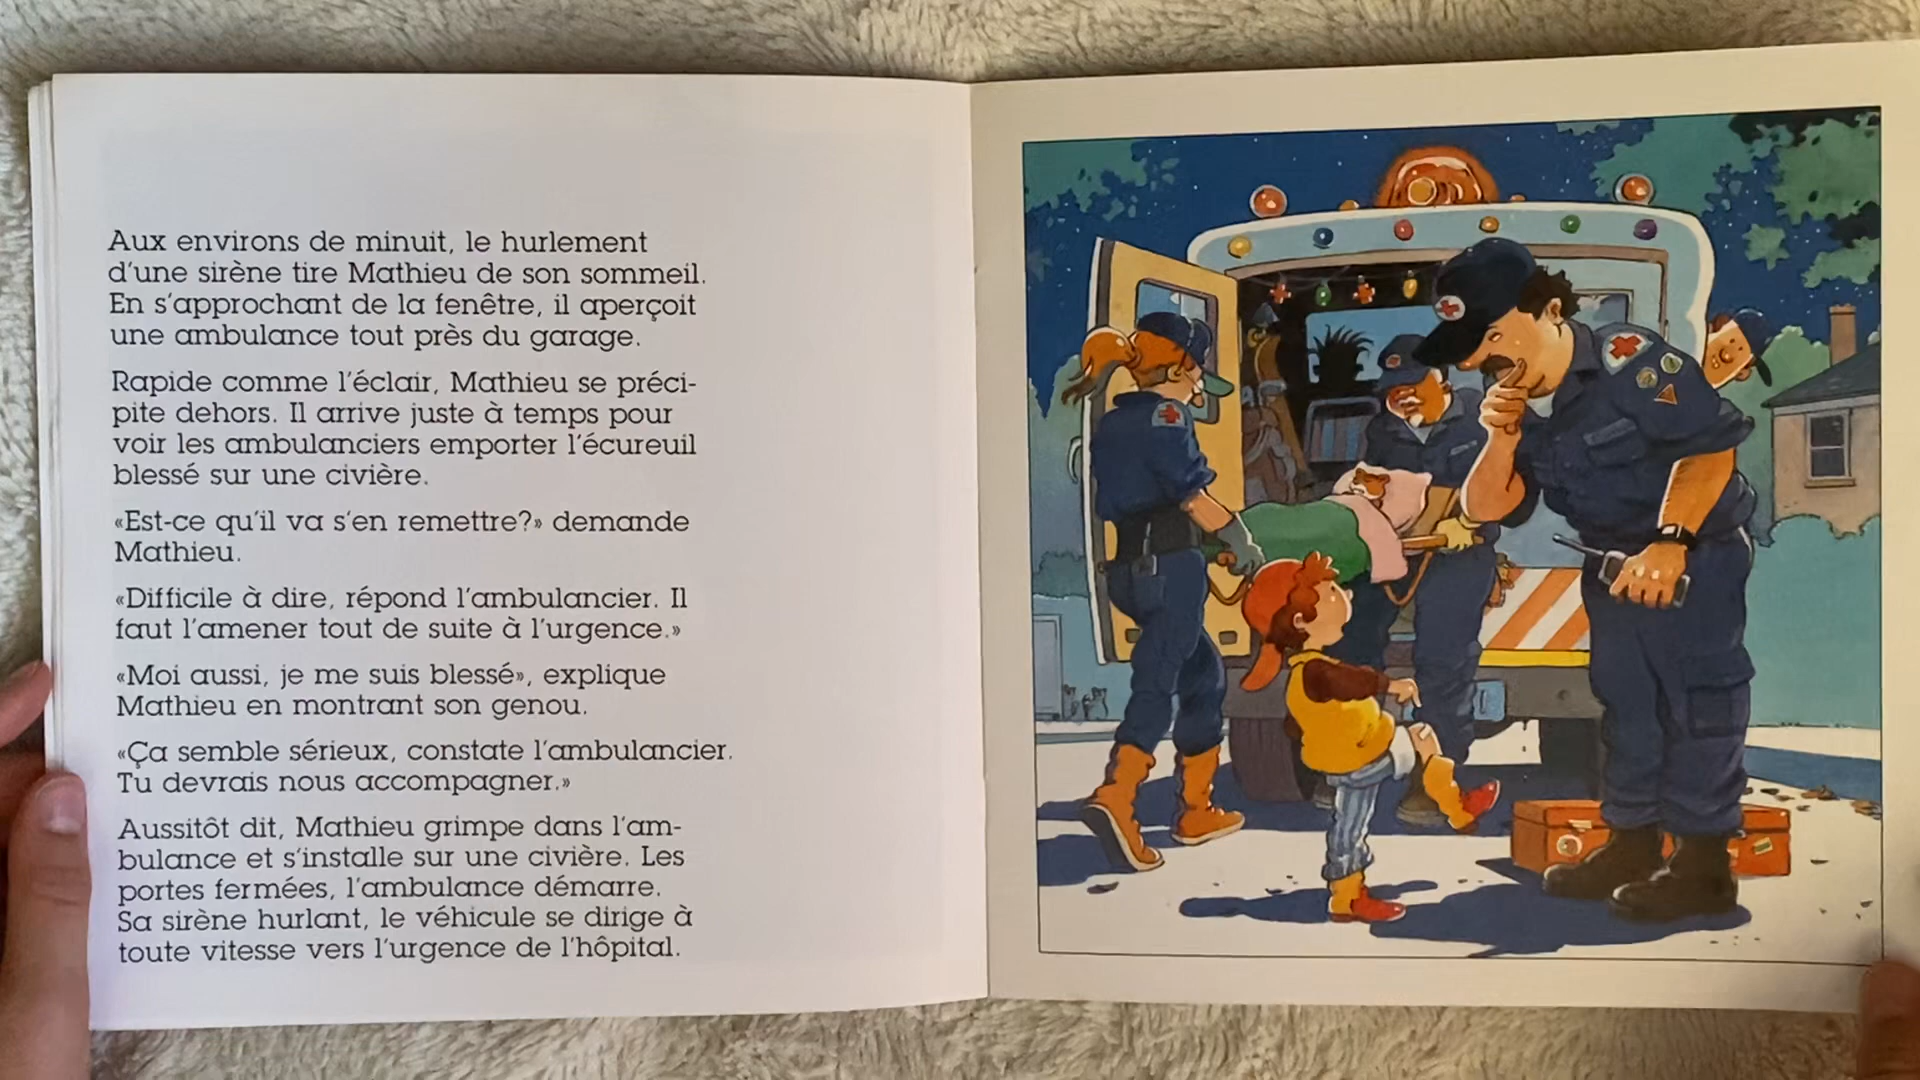 Aux environs de minuit, le hurlement
d'une sirène tire Mathieu de son sommeil.
En s'approchant de la fenêtre, il aperçoit
une ambulance tout près du garage.
Rapide comme l'éclair, Mathieu se préci-
pite dehors. Il arrive juste à temps pour
voir les ambulanciers emporter l'écureuil
blessé sur une civière.
«Est-ce qu'il va s'en remettre?» demande
Mathieu.
«Difficile à dire, répond l'ambulancier. Il
faut l'amener tout de suite à l'urgence.»
«Moi aussi, je me suis blessé», explique
Mathieu en montrant son genou.
«Ça semble sérieux, constate l'ambulancier.
Tu devrais nous accompagner.»
Aussitôt dit, Mathieu grimpe dans l'am-
bulance et s'installe sur une civière. Les
portes fermées, l'ambulance démarre.
Sa sirène hurlant, le véhicule se dirige à
toute vitesse vers l'urgence de l'hôpital.